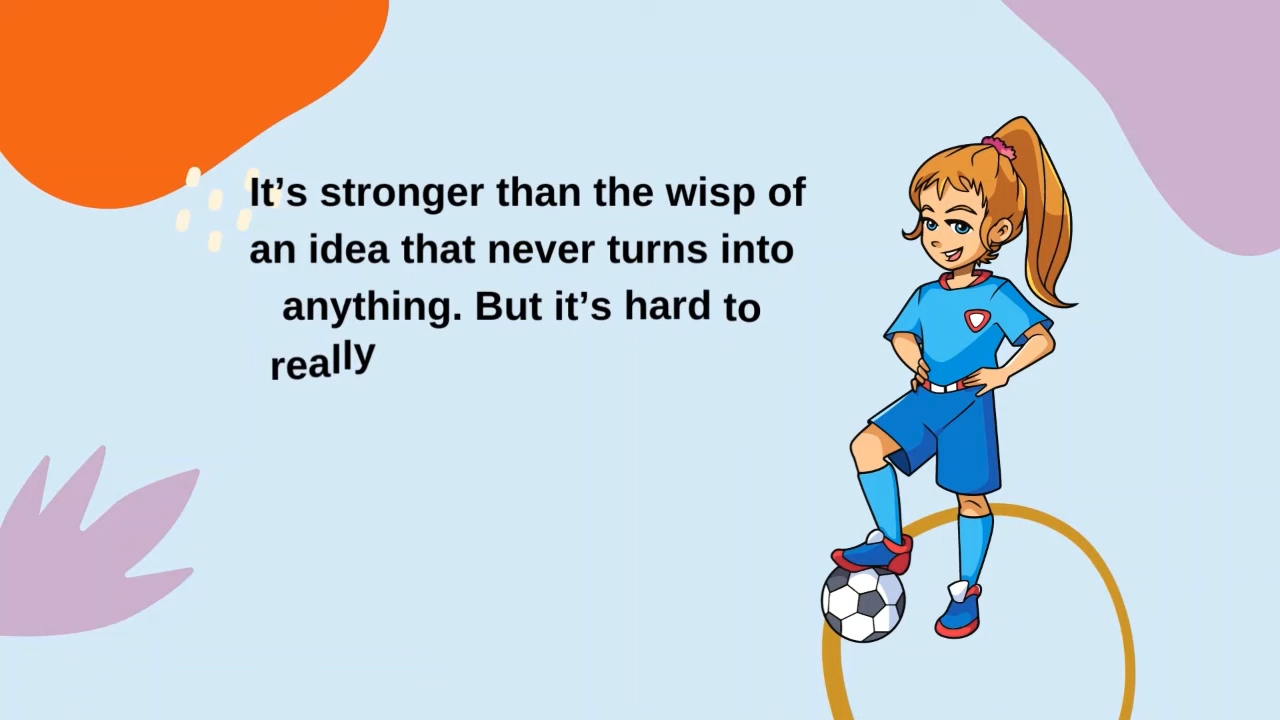 It’s stronger than the wisp of
an idea that never turns into
anything. But it’s hard to
really